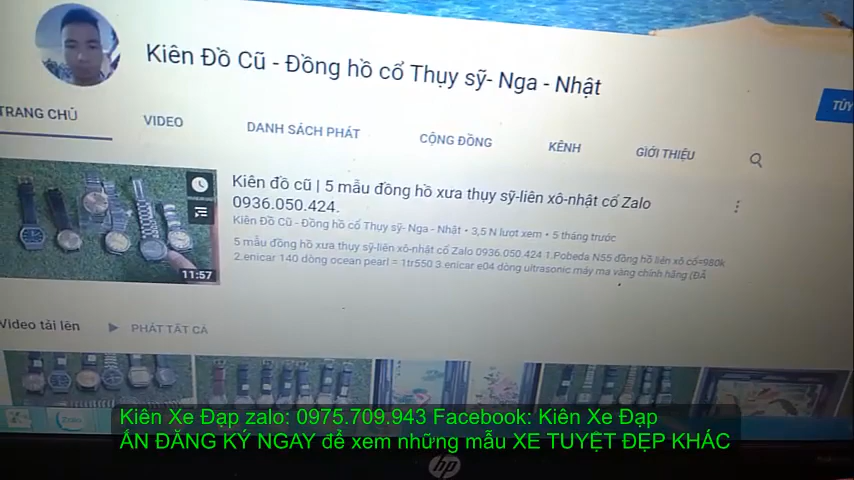 Kiên Đồ Cũ - Đồng hồ cổ Thụy sỹ- Nga - Nhật
TÙY
TRANG CHỦ
VIDEO
DANH SÁCH PHÁT
CỘNG ĐỒNG
KÊNH
GIỚI THIỆU
Kiên đồ cũ | 5 mẫu đồng hồ xưa thụy sỹ-liên xô-nhật cổ Zalo
0936.050.424.
Kiên Đồ Cũ - Đồng hồ cổ Thụy sỹ- Nga - Nhật • 3,5 N lượt xem • 5 tháng trước
5 mẫu đồng hồ xưa thụy sỹ-liên xô-nhật cổ Zalo 0936.050.424 1.Pobeda N55 đồng hồ liên xô cổ=980k
2.enicar 140 dòng ocean pearl = 1tr550 3.enicar e04 dòng ultrasonic máy mạ vàng chính hãng (ĐÃ
11:57
Video tải lên
PHÁT TẤT CẢ
Zalo
Kiên Xe Đạp zalo: 0975.709.943 Facebook: Kiên Xe Đạp
ẤN ĐĂNG KÝ NGAY để xem những mẫu XE TUYỆT ĐẸP KHÁC
hp